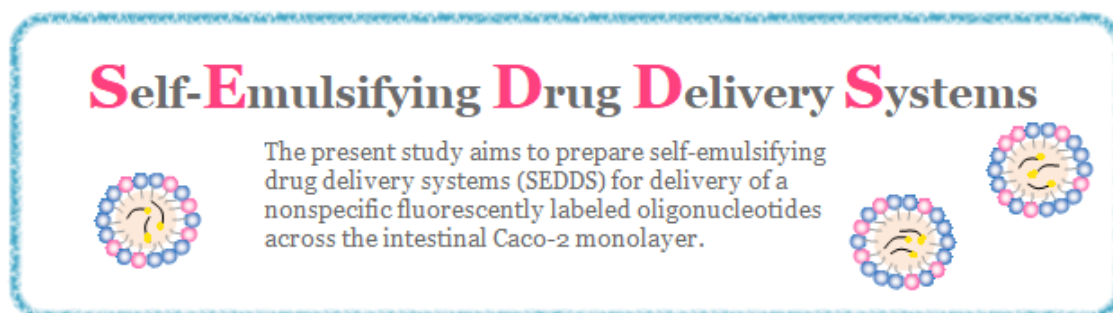 Self-Emulsifying Drug Delivery Systems
The present study aims to prepare self-emulsifying
drug delivery systems (SEDDS) for delivery of a
nonspecific fluorescently labeled oligonucleotides
across the intestinal Caco-2 monolayer.